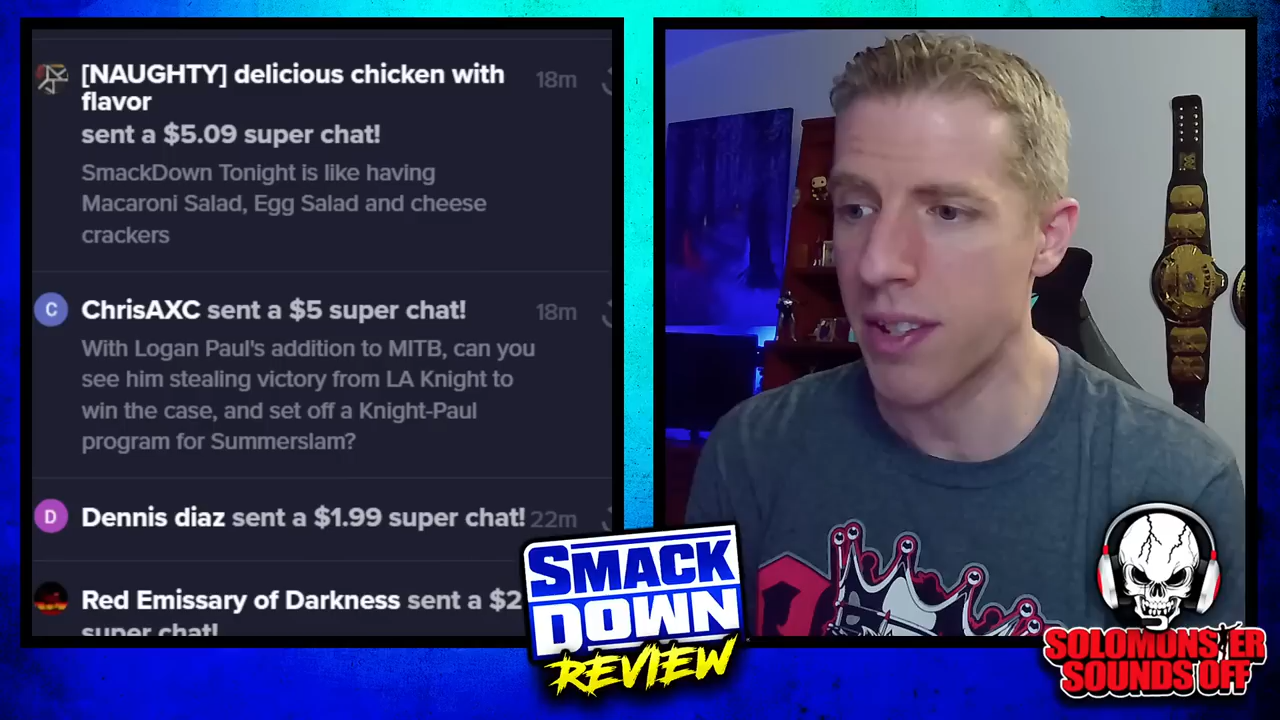 [NAUGHTY] delicious chicken with
flavor
sent a $5.09 super chat!
18m
SmackDown Tonight is like having
Macaroni Salad, Egg Salad and cheese
crackers
C
ChrisAXC sent a $5 super chat!
18m
With Logan Paul's addition to MITB, can you
see him stealing victory from LA Knight to
win the case, and set off a Knight-Paul
program for Summerslam?
D
Dennis diaz sent a $1.99 super chat!
22m
Red Emissary of Darkness sent a $2
super chat!
SMACK
DOWN
REVIEW
SOLOMONSTER
SOUNDS OFF